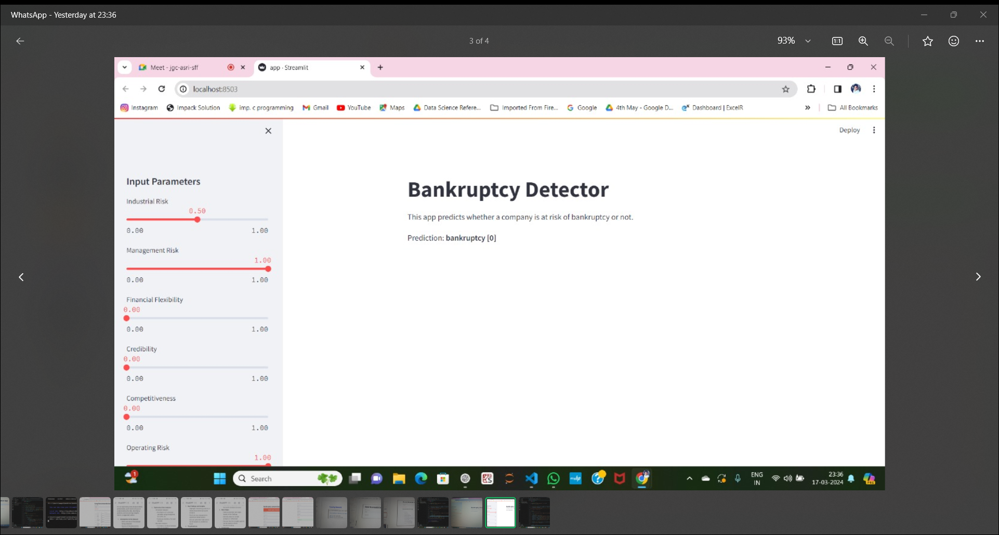 WhatsApp - Yesterday at 23:36
3 of 4
93%
Meet - jgc-asri-sff
app · Streamlit
localhost:8503
Instagram
Impack Solution
imp. c programming
Gmail
YouTube
Maps
Data Science Refere...
Imported From Fire...
Google
4th May - Google D...
Dashboard | ExcelR
All Bookmarks
Deploy
Input Parameters
Industrial Risk
0.50
0.00 1.00
Management Risk
1.00
0.00 1.00
Financial Flexibility
0.00
0.00 1.00
Credibility
0.00
0.00 1.00
Competitiveness
0.00
0.00 1.00
Operating Risk
1.00
Bankruptcy Detector
This app predicts whether a company is at risk of bankruptcy or not.
Prediction: bankruptcy [0]
1
Search
myhp
ENG
IN
23:36
17-03-2024
PRE